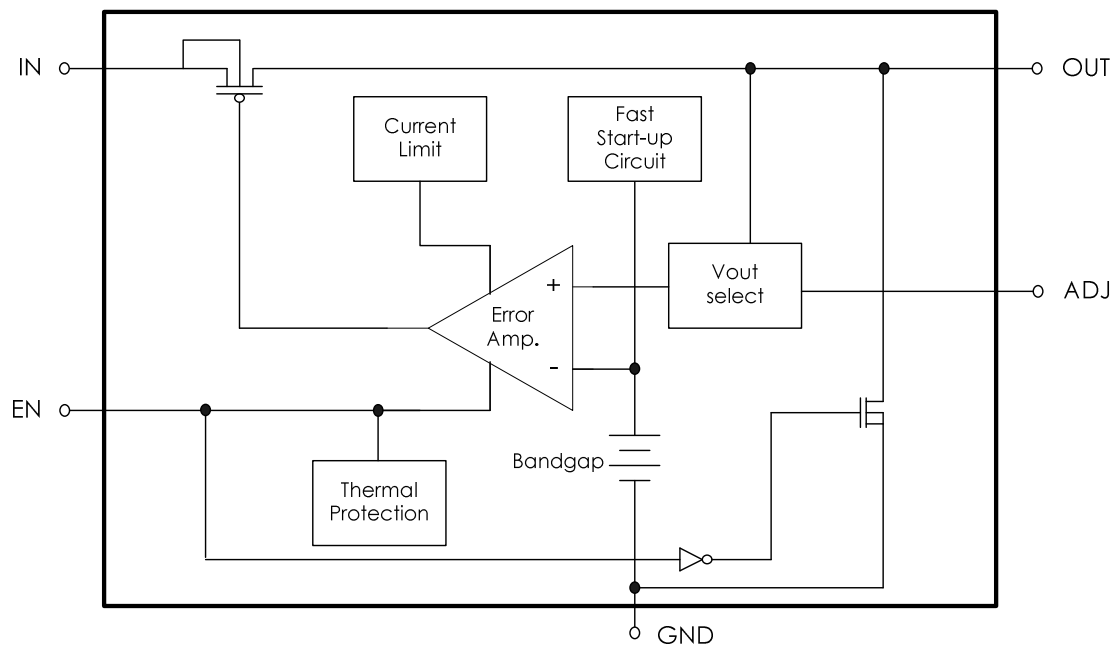 IN
OUT
Current
Limit
Fast
Start-up
Circuit
Vout
select
ADJ
+
Error
Amp.
-
EN
Bandgap
Thermal
Protection
GND